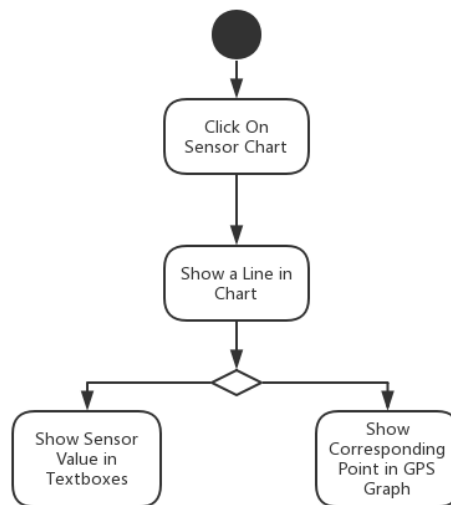 Click On
Sensor Chart
Show a Line in
Chart
Show Sensor
Value in
Textboxes
Show
Corresponding
Point in GPS
Graph